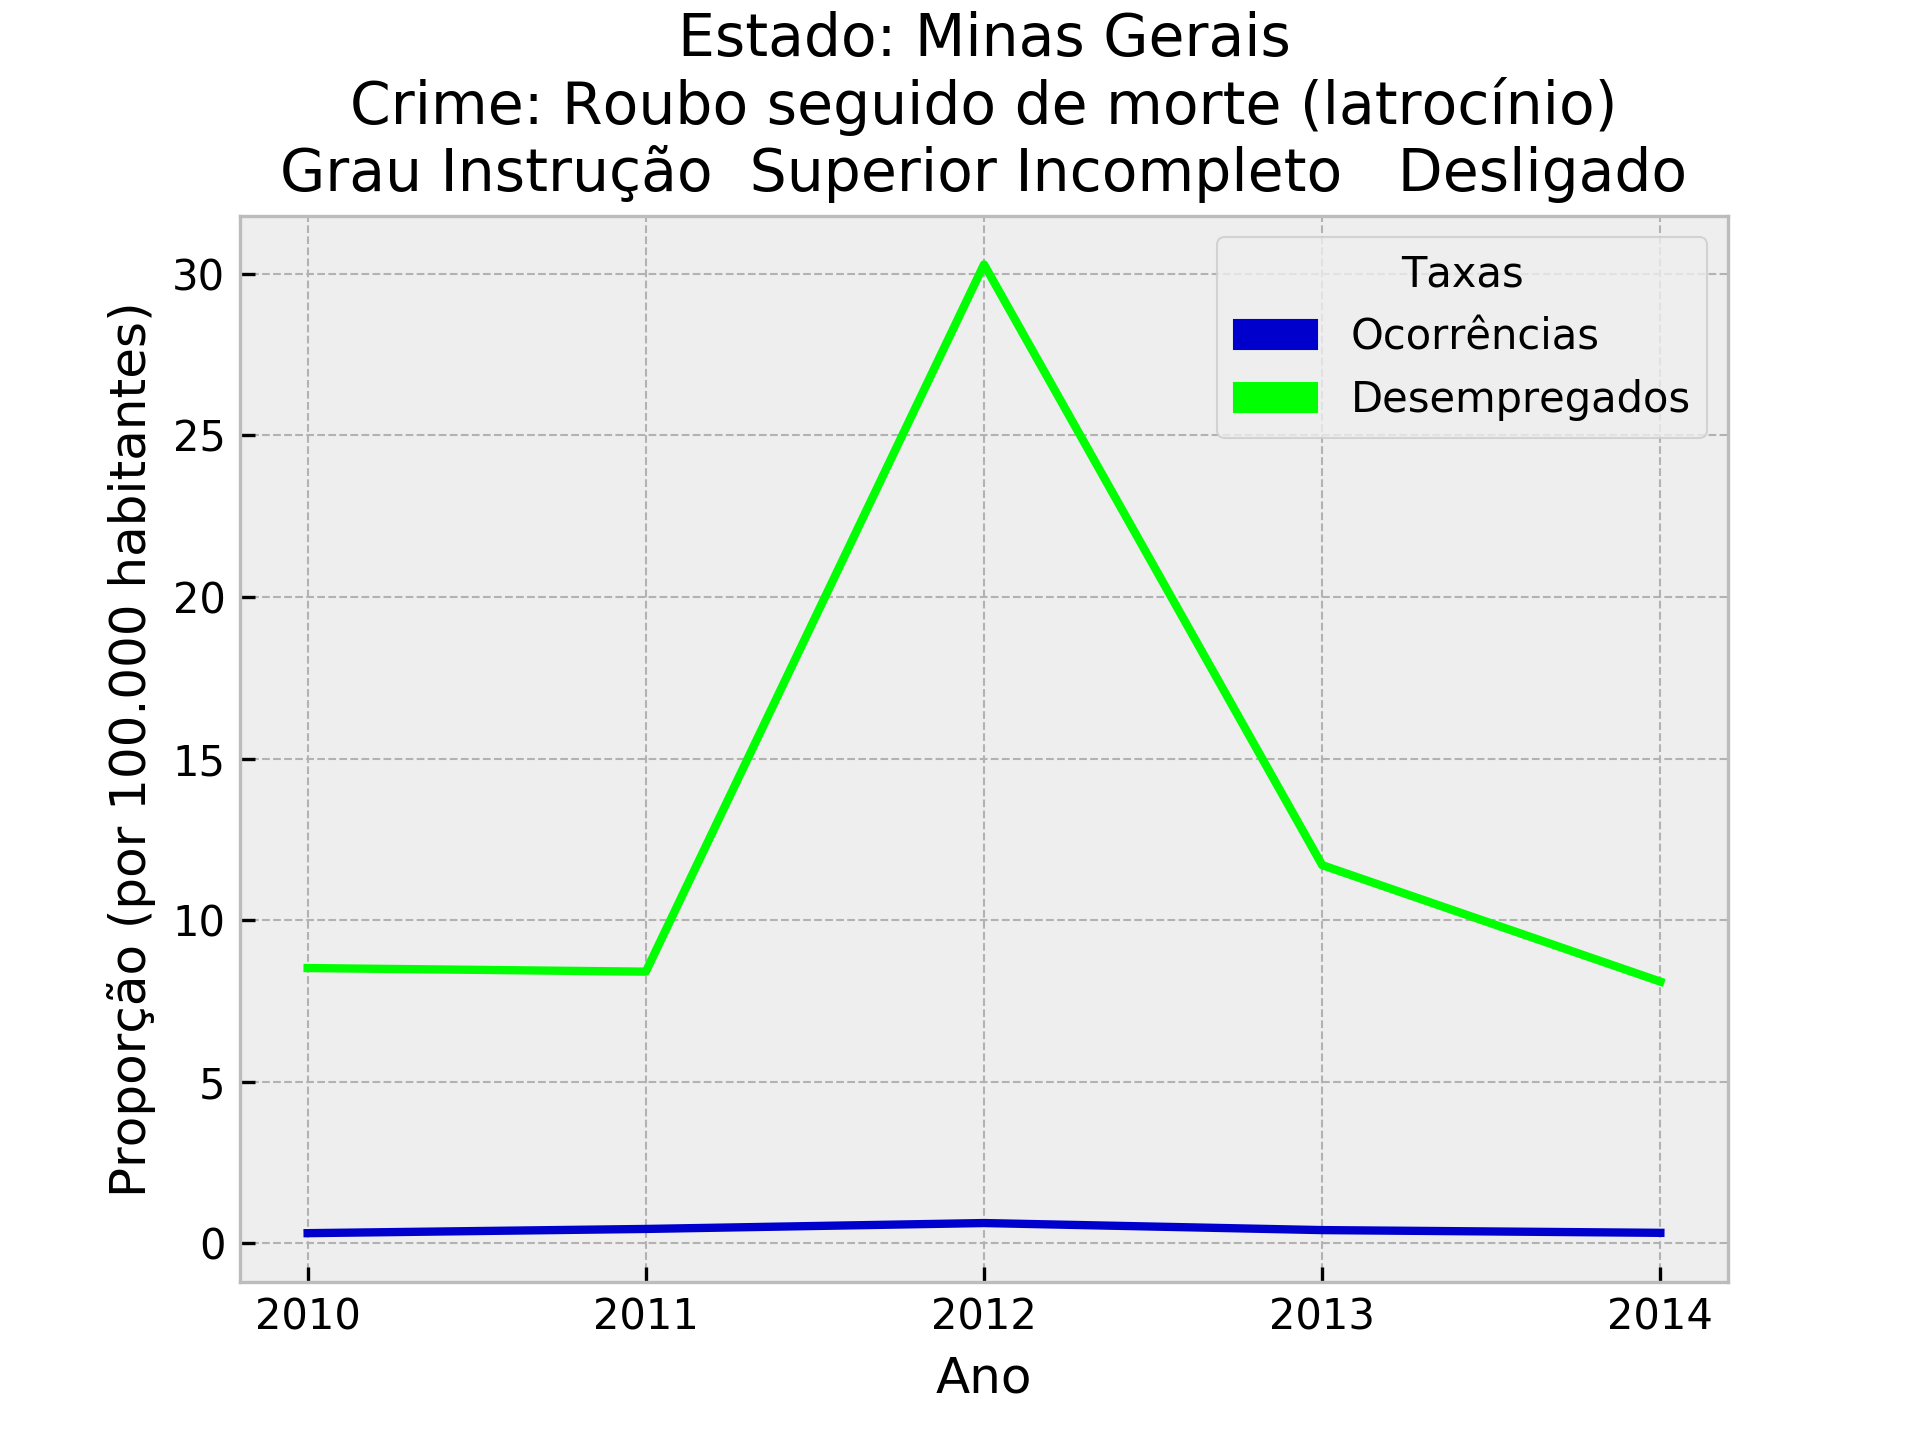 Estado: Minas Gerais
Crime: Roubo seguido de morte (latrocínio)
Grau Instrução  Superior Incompleto   Desligado
Proporção (por 100.000 habitantes)
30
25
20
15
10
5
0
Taxas
Ocorrências
Desempregados
2010 2011 2012 2013 2014
Ano